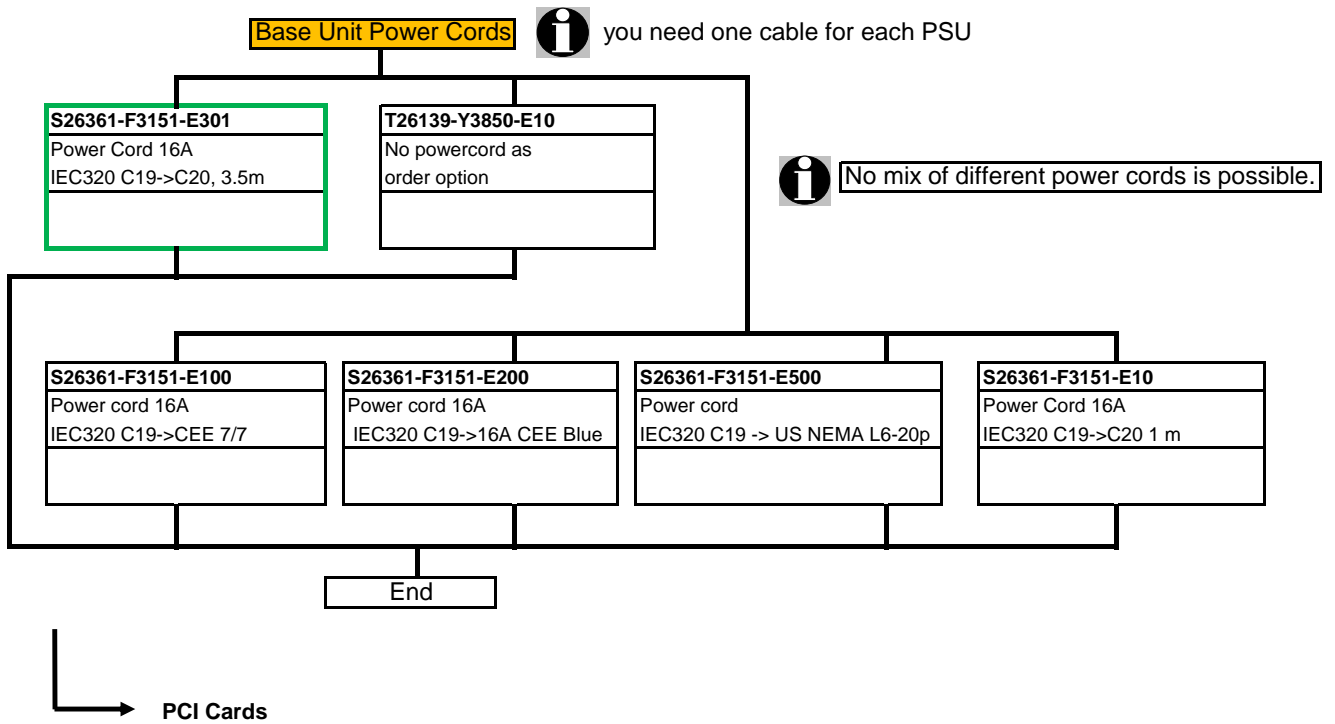 Base Unit Power Cords
you need one cable for each PSU
S26361-F3151-E301
Power Cord 16A
IEC320 C19->C20, 3.5m
T26139-Y3850-E10
No powercord as
order option
No mix of different power cords is possible.
S26361-F3151-E100
Power cord 16A
IEC320 C19->CEE 7/7
S26361-F3151-E200
Power cord 16A
IEC320 C19->16A CEE Blue
S26361-F3151-E500
Power cord
IEC320 C19 -> US NEMA L6-20p
S26361-F3151-E10
Power Cord 16A
IEC320 C19->C20 1 m
End
PCI Cards